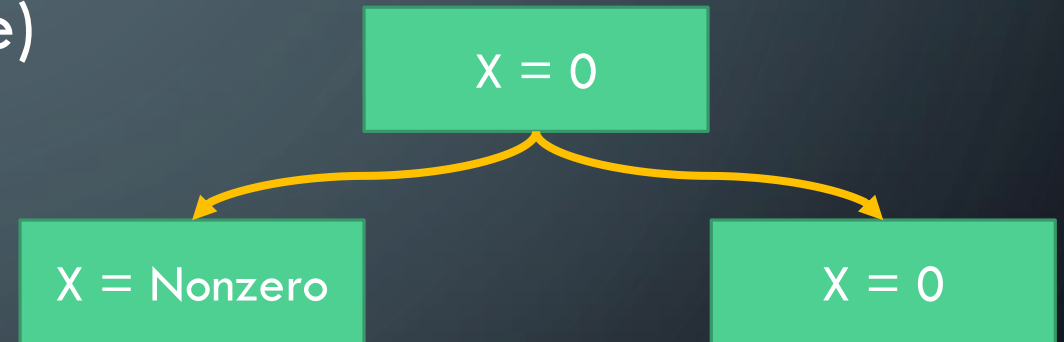 e)
X = 0
X = Nonzero
X = 0